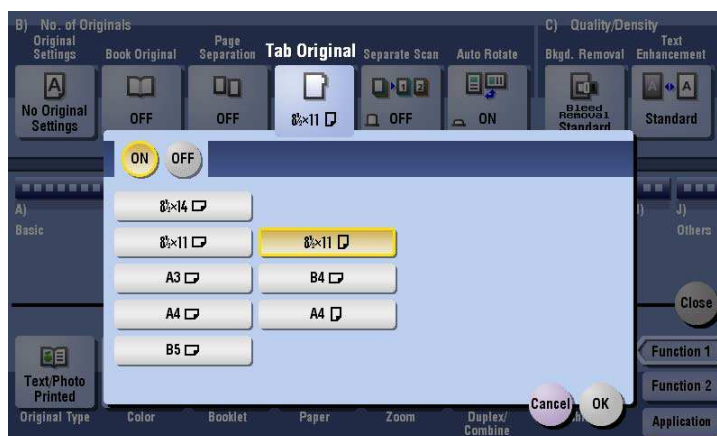 B) No. of Originals
C) Quality/Density
Original
Settings
Book Original
Page
Separation
Tab Original
Separate Scan
Auto Rotate
Bkgd. Removal
Text
Enhancement
No Original
Settings
OFF
OFF
8½×11
OFF
ON
Bleed
Removal
Standard
Standard
ON
OFF
8½×14
8½×11
8½×11
A3
B4
A4
A4
B5
A)
Basic
J)
Others
Close
Text/Photo
Printed
Function 1
Function 2
Cancel
OK
Original Type
Color
Booklet
Paper
Zoom
Duplex/
Combine
Application